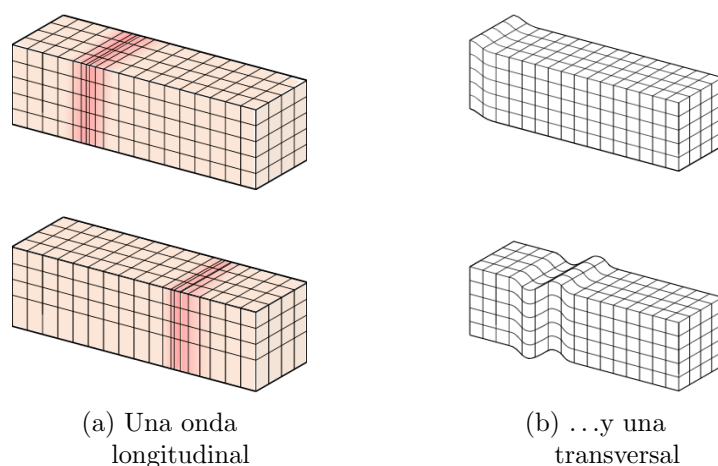 (a) Una onda
longitudinal
(b) ...y una
transversal